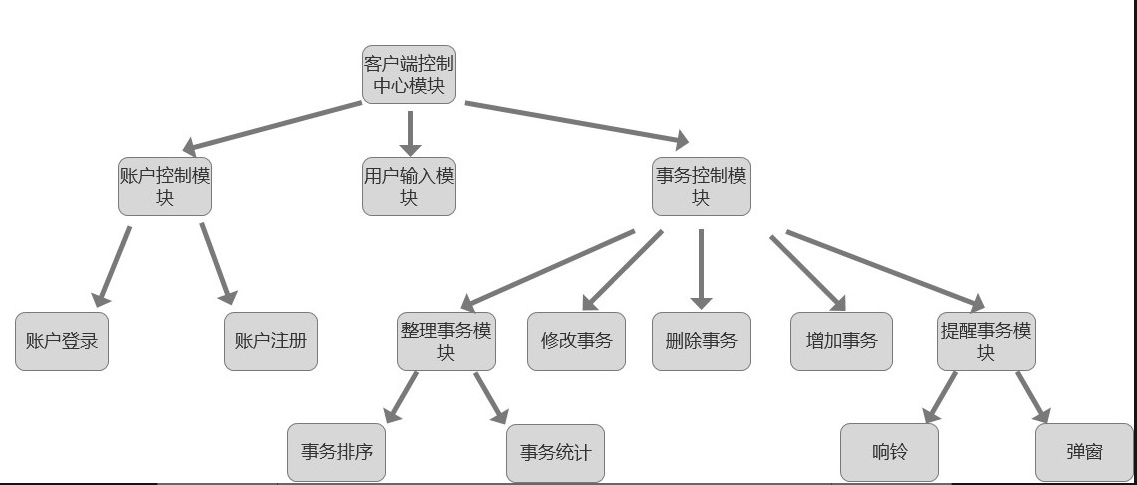 客户端控制
中心模块
账户控制模
块
用户输入模
块
事务控制模
块
账户登录
账户注册
整理事务模
块
修改事务
删除事务
增加事务
提醒事务模
块
事务排序
事务统计
响铃
弹窗